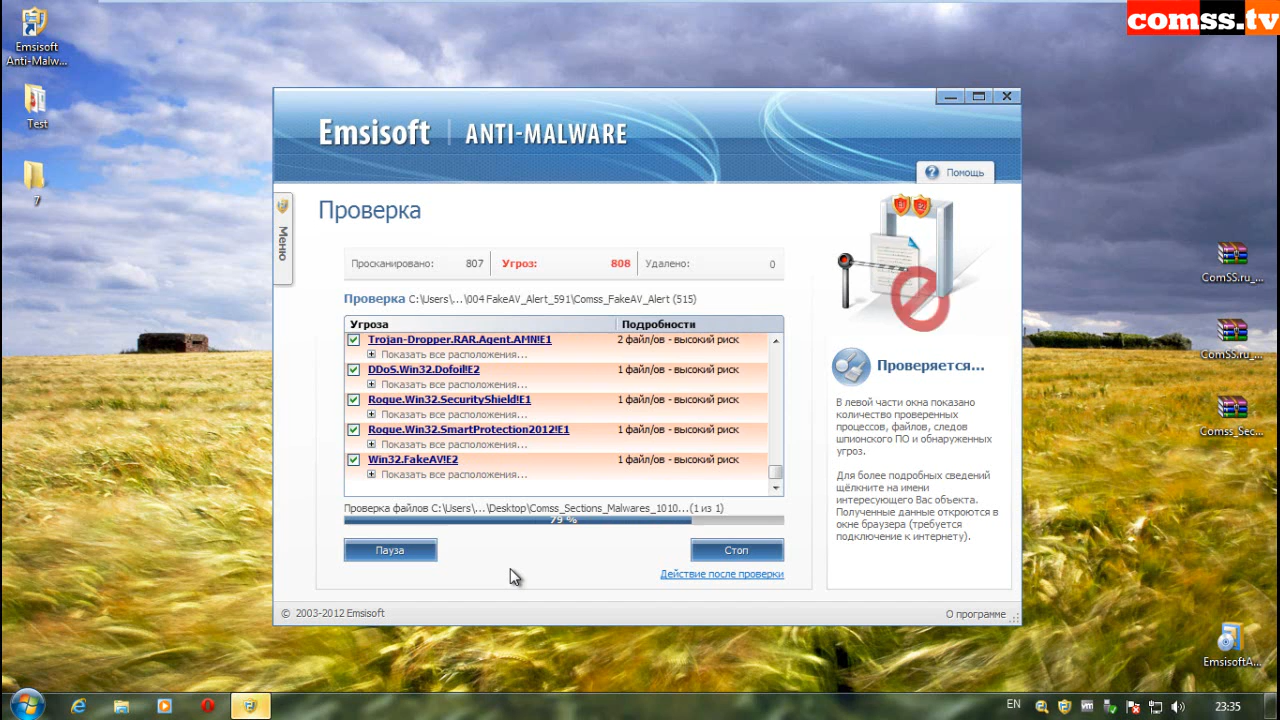 comss.tv
Emsisoft
Anti-Malw...
Test
7
Emsisoft | ANTI-MALWARE
Помощь
Меню
Проверка
Просканировано: 807 Угроз: 808 Удалено: 0
Проверка C:\Users\...\004 FakeAV_Alert_591\Comss_FakeAV_Alert (515)
Угроза Подробности
Trojan-Dropper.RAR.Agent.AMN!E1 2 файл/ов - высокий риск
Показать все расположения...
DDoS.Win32.Dofoil!E2 1 файл/ов - высокий риск
Показать все расположения...
Rogue.Win32.SecurityShield!E1 1 файл/ов - высокий риск
Показать все расположения...
Rogue.Win32.SmartProtection2012!E1 1 файл/ов - высокий риск
Показать все расположения...
Win32.FakeAV!E2 1 файл/ов - высокий риск
Показать все расположения...
Проверка файлов C:\Users\...\Desktop\Comss_Sections_Malwares_1010...(1 из 1)
79 %
Пауза
Стоп
Действие после проверки
Проверяется...
В левой части окна показано
количество проверенных
процессов, файлов, следов
шпионского ПО и обнаруженных
угроз.
Для более подробных сведений
щёлкните на имени
интересующего Вас объекта.
Полученные данные откроются в
окне браузера (требуется
подключение к интернету).
© 2003-2012 Emsisoft
О программе
ComSS.ru_...
ComSS.ru_...
Comss_Sec...
EmsisoftA...
EN
23:35